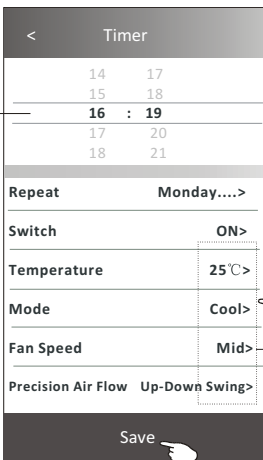 < Timer
14 17
15 18
16 : 19
17 20
18 21
Repeat Monday....>
Switch ON>
Temperature 25℃>
Mode Cool>
Fan Speed Mid>
Precision Air Flow Up-Down Swing>
Save